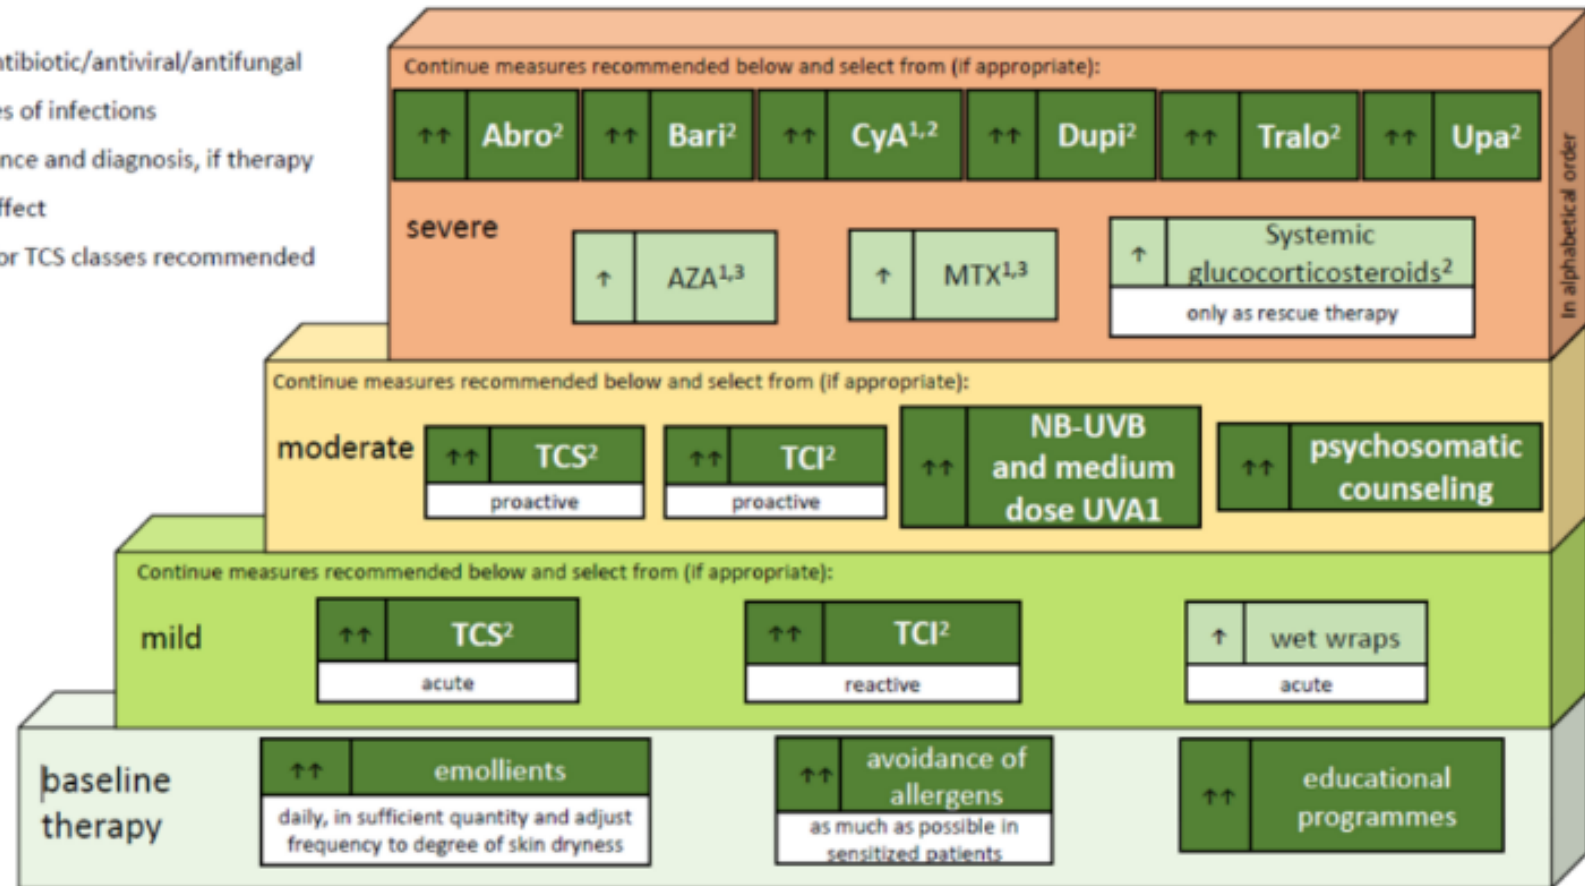 ntibiotic/antiviral/antifungal
es of infections
nce and diagnosis, if therapy
ffect
or TCS classes recommended
Continue measures recommended below and select from (if appropriate):
↑↑ Abro² ↑↑ Bari² ↑↑ CyA¹,² ↑↑ Dupi² ↑↑ Tralo² ↑↑ Upa²
severe
↑ AZA¹,³
↑ MTX¹,³
↑ Systemic
glucocorticosteroids²
only as rescue therapy
In alphabetical order
Continue measures recommended below and select from (if appropriate):
moderate
↑↑ TCS²
proactive
↑↑ TCI²
proactive
↑↑ NB-UVB
and medium
dose UVA1
↑↑ psychosomatic
counseling
Continue measures recommended below and select from (if appropriate):
mild
↑↑ TCS²
acute
↑↑ TCI²
reactive
↑ wet wraps
acute
baseline
therapy
↑↑ emollients
daily, in sufficient quantity and adjust
frequency to degree of skin dryness
↑↑ avoidance of
allergens
as much as possible in
sensitized patients
↑↑ educational
programmes